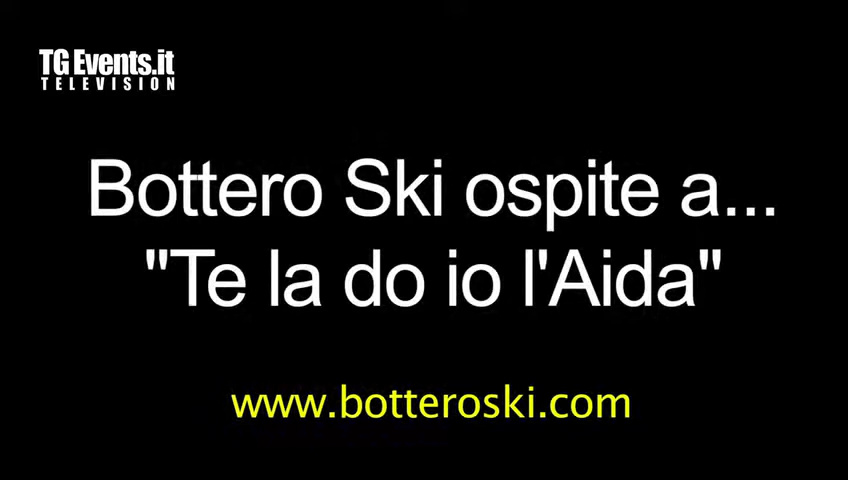 TG Events.it
TELEVISION
Bottero Ski ospite a...
"Te la do io l'Aida"
www.botteroski.com